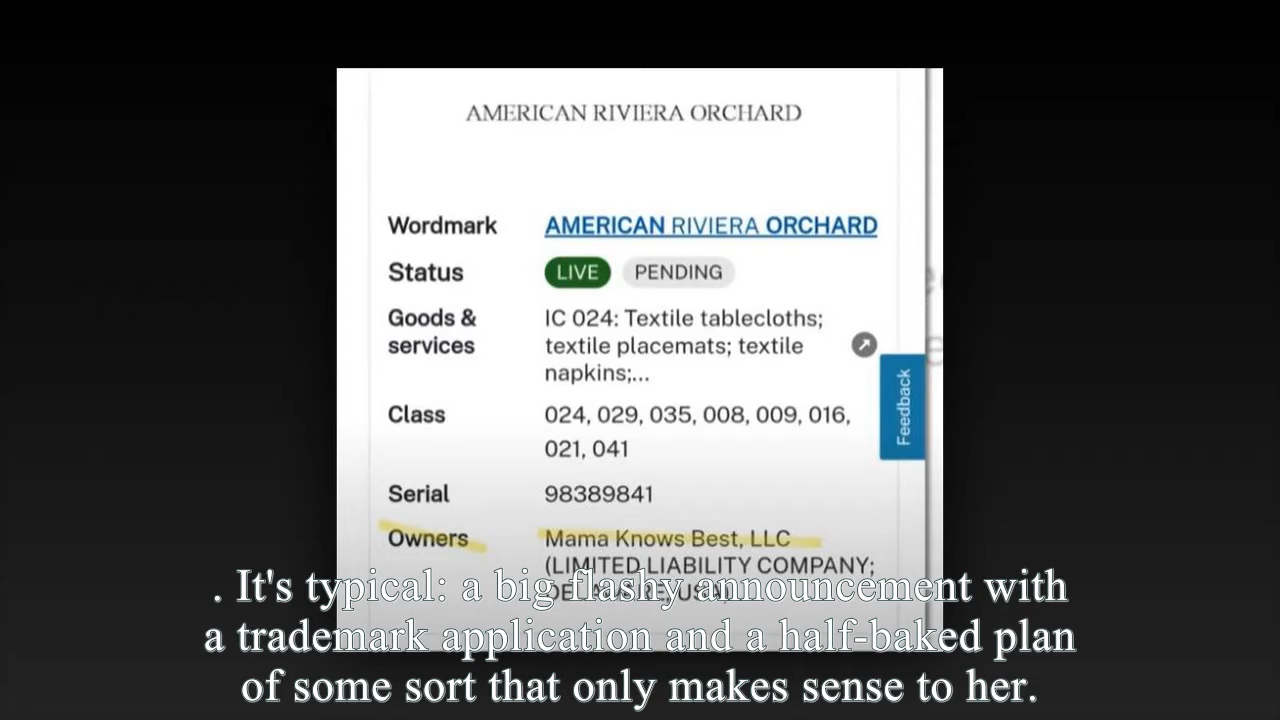 AMERICAN RIVIERA ORCHARD
Wordmark AMERICAN RIVIERA ORCHARD
Status LIVE PENDING
Goods & services IC 024: Textile tablecloths;
textile placemats; textile
napkins;...
Class 024, 029, 035, 008, 009, 016,
021, 041
Serial 98389841
Owners Mama Knows Best, LLC
(LIMITED LIABILITY COMPANY;
DELAWARE, USA)
Feedback
. It's typical: a big flashy announcement with
a trademark application and a half-baked plan
of some sort that only makes sense to her.